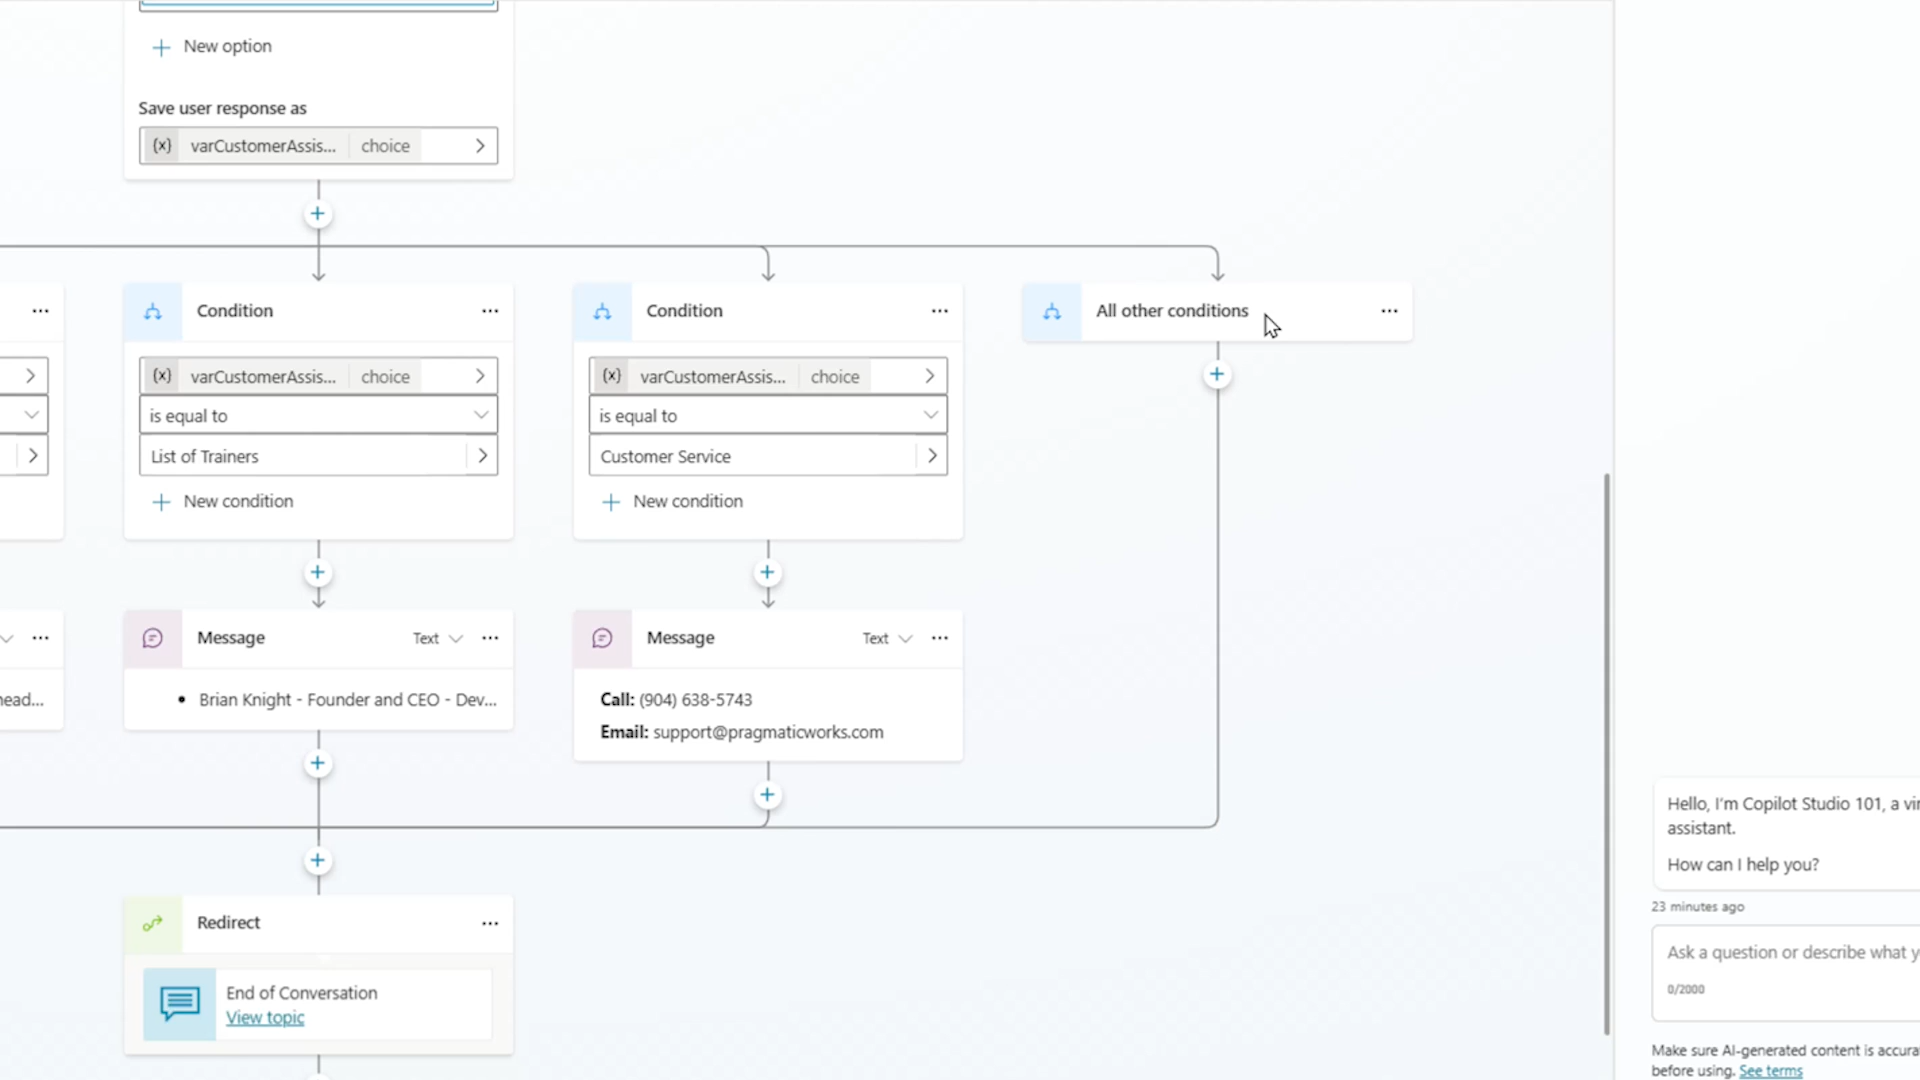 New option
Save user response as
{x} varCustomerAssis... choice
Condition
{x} varCustomerAssis... choice
is equal to
List of Trainers
New condition
Condition
{x} varCustomerAssis... choice
is equal to
Customer Service
New condition
All other conditions
nead...
Message Text
Brian Knight - Founder and CEO - Dev...
Message Text
Call: (904) 638-5743
Email: support@pragmaticworks.com
Redirect
End of Conversation
View topic
Hello, I'm Copilot Studio 101, a vir
assistant.
How can I help you?
23 minutes ago
Ask a question or describe what y
0/2000
Make sure AI-generated content is accura
before using. See terms